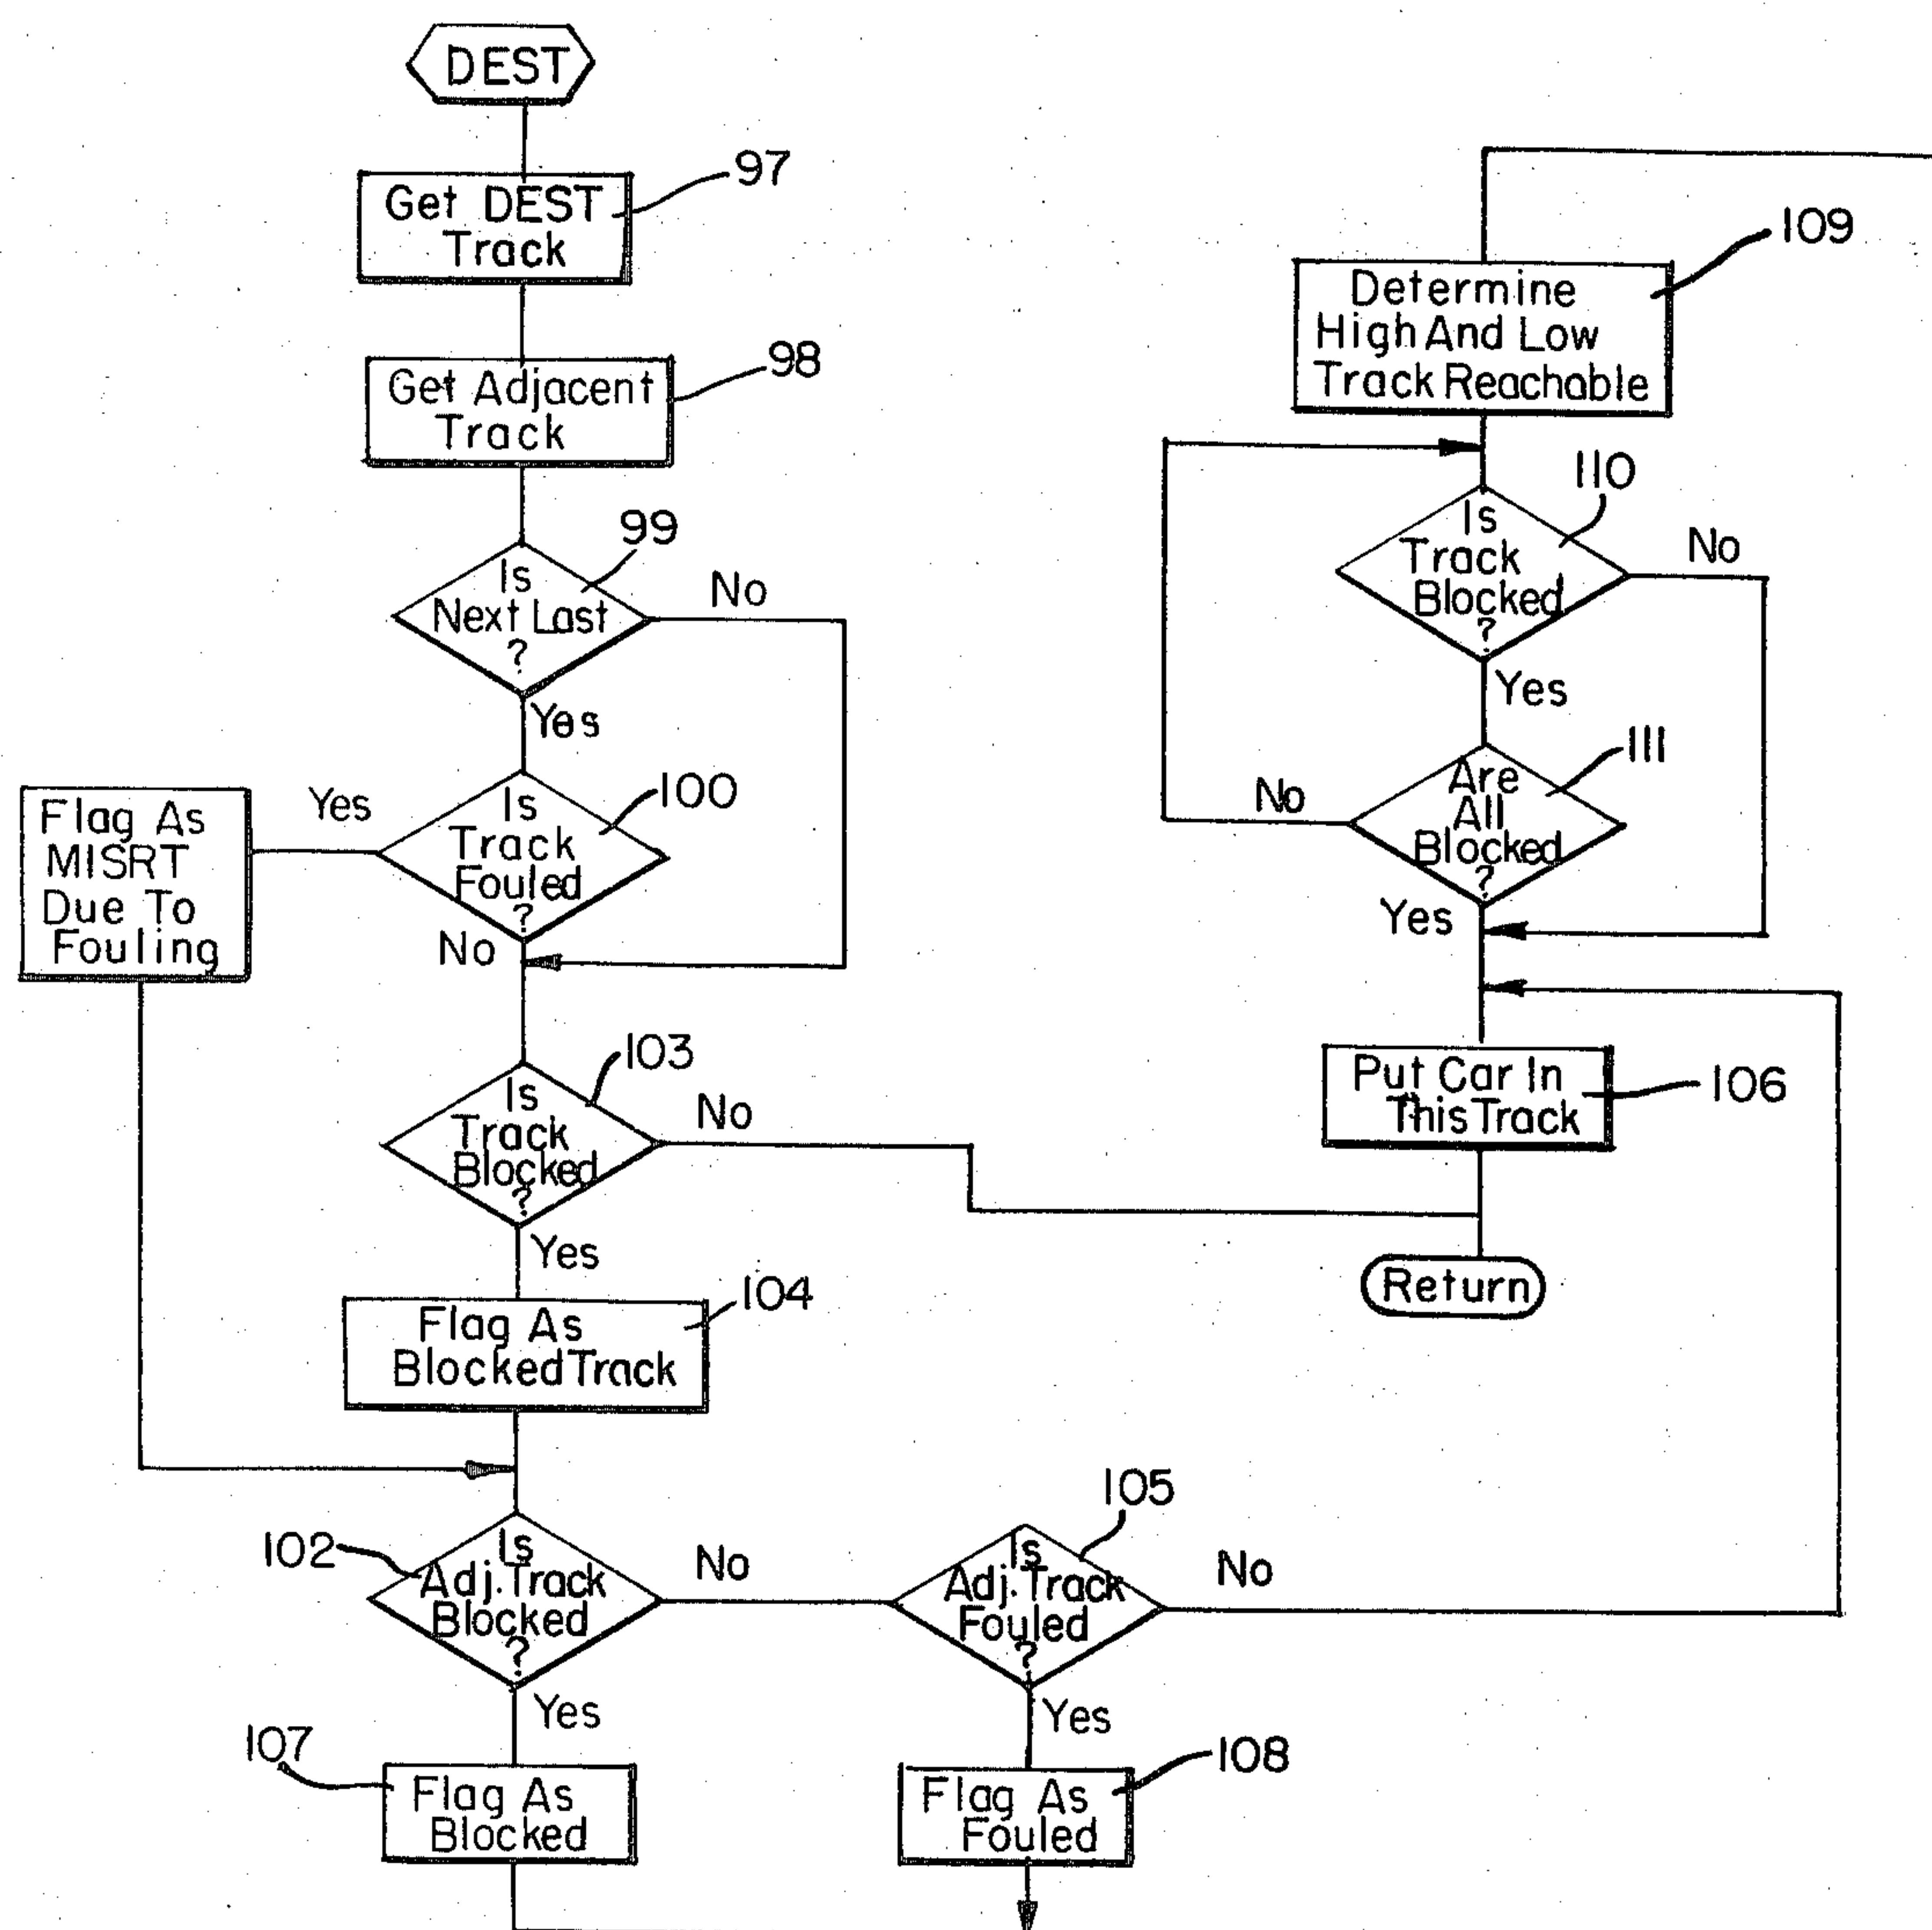 DEST
97
Get DEST
Track
98
Get Adjacent
Track
99
Is
Next Last
?
No
Yes
100
Is
Track
Fouled
?
Yes
No
Flag As
MISRT
Due To
Fouling
103
Is
Track
Blocked
?
No
Yes
104
Flag As
Blocked Track
102
Is
Adj. Track
Blocked
?
No
Yes
107
Flag As
Blocked
105
Is
Adj. Track
Fouled
?
No
Yes
108
Flag As
Fouled
109
Determine
High And Low
Track Reachable
110
Is
Track
Blocked
?
No
Yes
111
Are
All
Blocked
?
No
Yes
Put Car In
This Track
106
Return